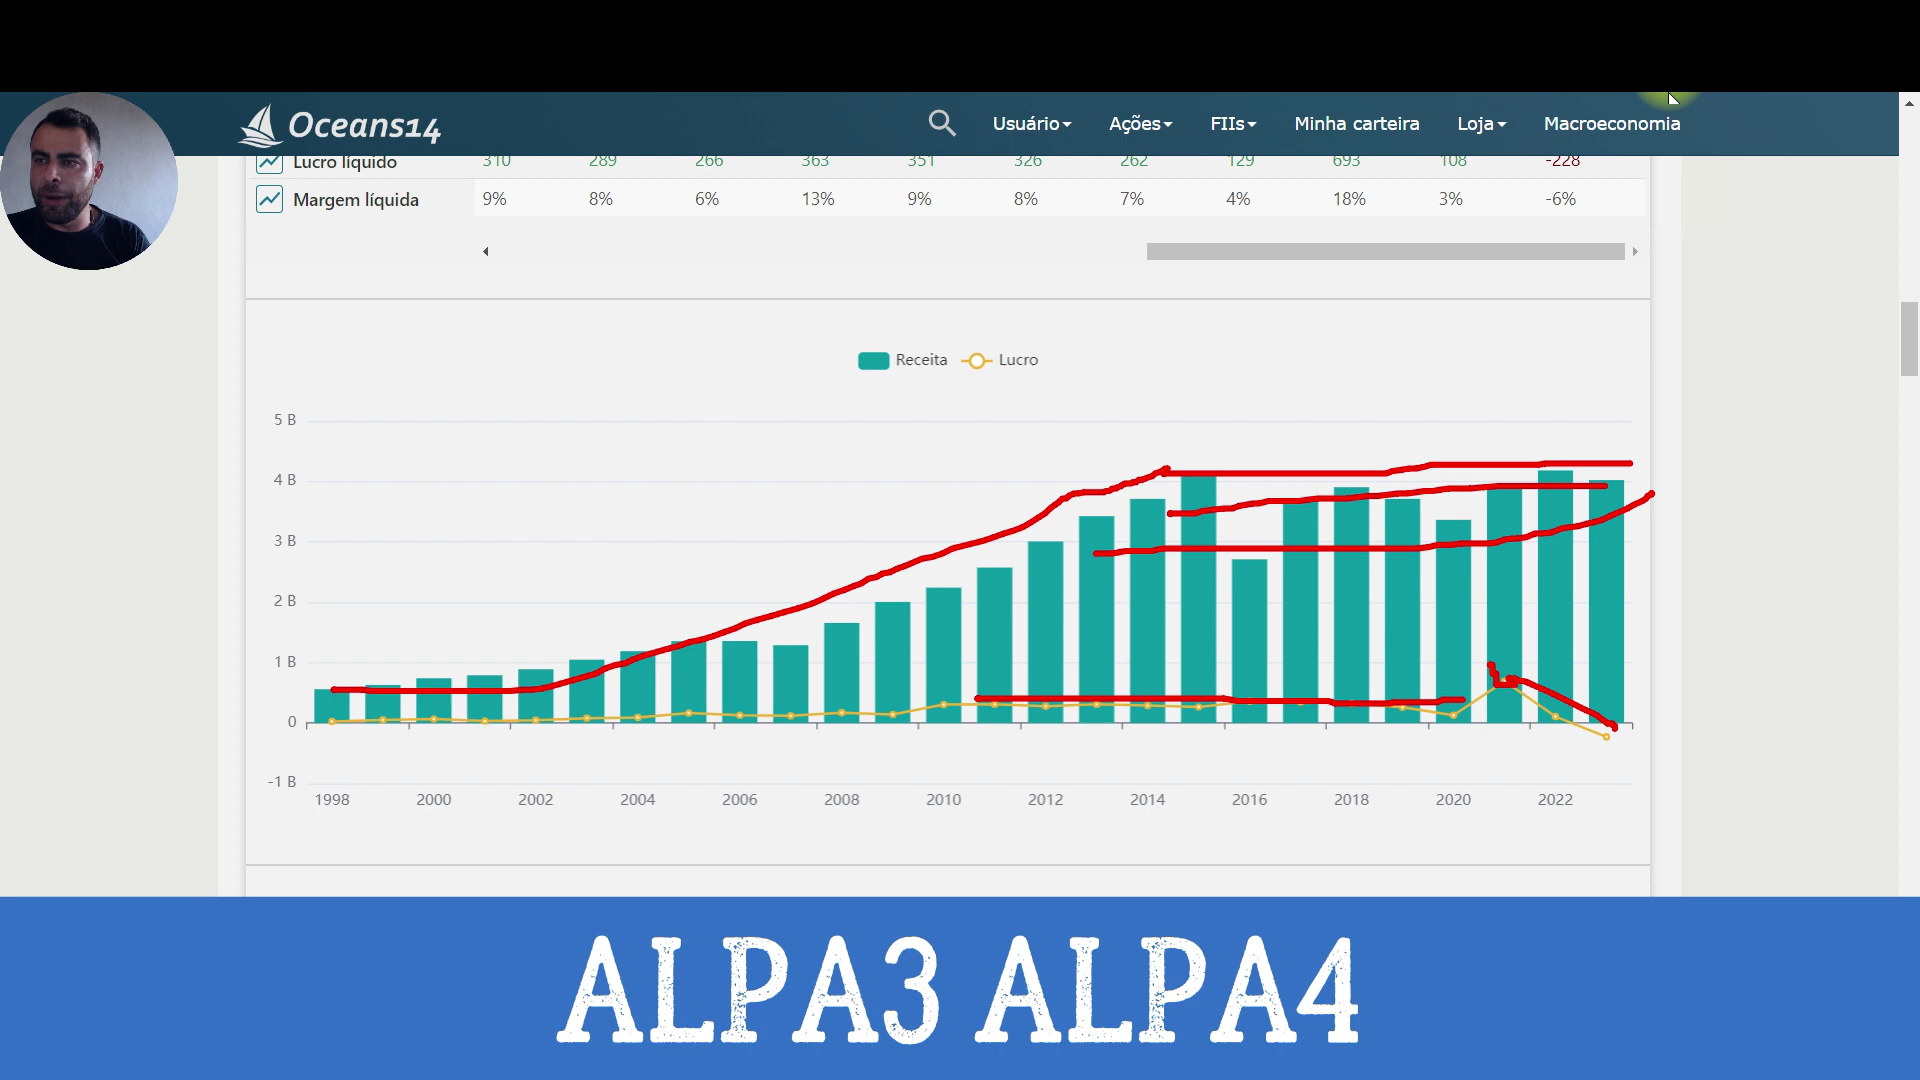 Oceans14 Usuário Ações FIIs Minha carteira Loja Macroeconomia
Lucro líquido 310 289 266 363 351 326 262 129 693 108 -228
Margem líquida 9% 8% 6% 13% 9% 8% 7% 4% 18% 3% -6%
Receita Lucro
5 B
4 B
3 B
2 B
1 B
0
-1 B
1998 2000 2002 2004 2006 2008 2010 2012 2014 2016 2018 2020 2022
ALPA3 ALPA4